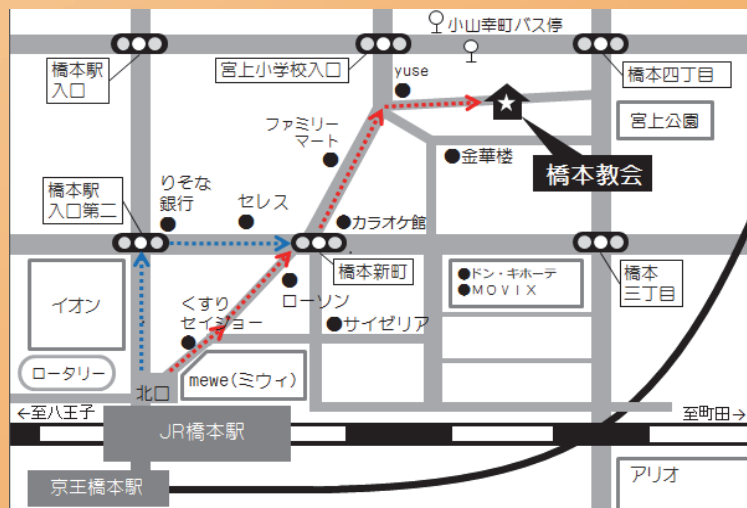 小山幸町バス停
橋本駅
入口
宮上小学校入口
yuse
橋本四丁目
宮上公園
ファミリー
マート
●金華楼
橋本教会
橋本駅
入口第二
りそな
銀行
セレス
●カラオケ館
橋本新町
●ドン・キホーテ
●MOVIX
橋本
三丁目
イオン
くすり
セイジョー
ローソン
●サイゼリア
ロータリー
北口
mewe(ミウィ)
←至八王子
JR橋本駅
至町田→
京王橋本駅
アリオ